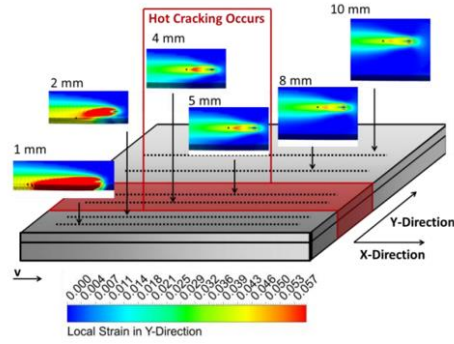 Hot Cracking Occurs
10 mm
4 mm
2 mm
8 mm
5 mm
1 mm
Y-Direction
X-Direction
v
0.000
0.004
0.007
0.011
0.014
0.018
0.021
0.025
0.029
0.032
0.036
0.039
0.043
0.046
0.050
0.053
0.057
Local Strain in Y-Direction